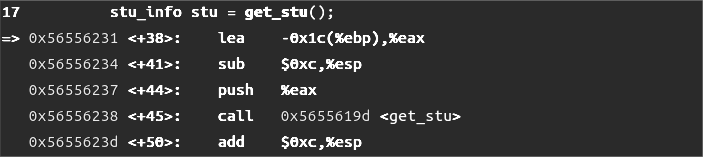 17 stu_info stu = get_stu();
=> 0x56556231 <+38>: lea -0x1c(%ebp),%eax
0x56556234 <+41>: sub $0xc,%esp
0x56556237 <+44>: push %eax
0x56556238 <+45>: call 0x5655619d <get_stu>
0x5655623d <+50>: add $0xc,%esp